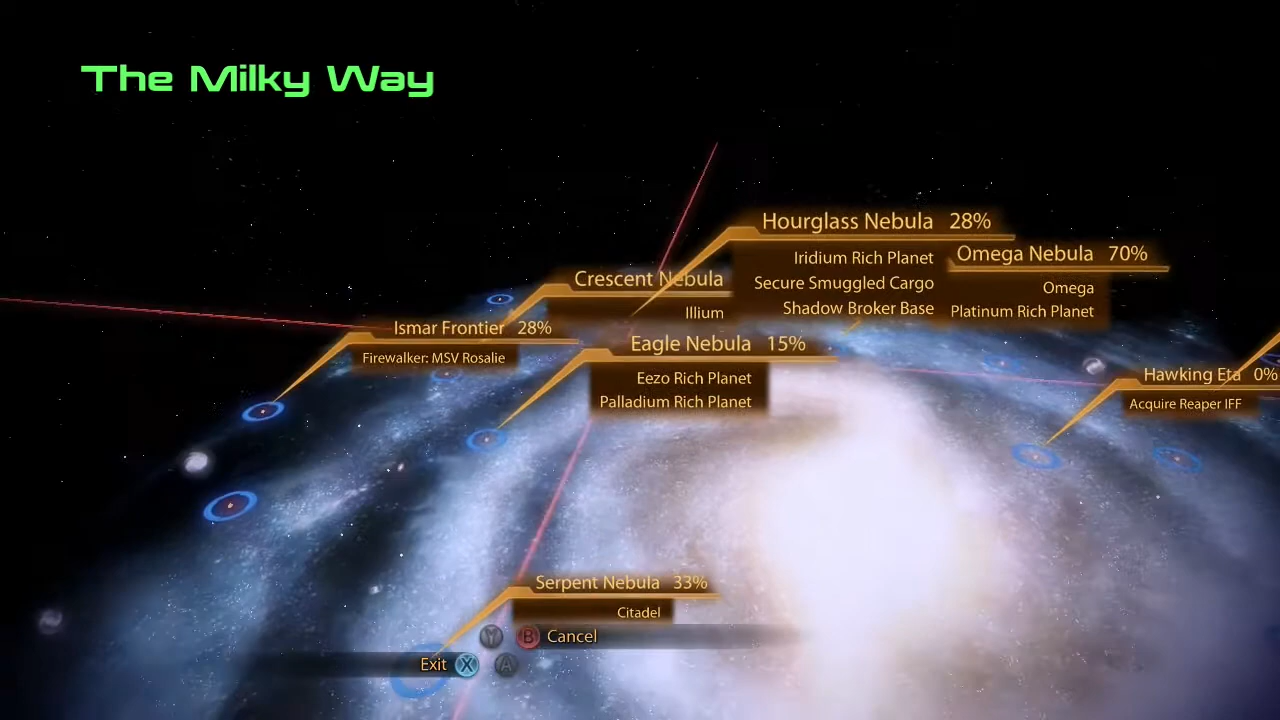 The Milky Way
Hourglass Nebula 28%
Iridium Rich Planet
Secure Smuggled Cargo
Shadow Broker Base
Omega Nebula 70%
Omega
Platinum Rich Planet
Crescent Nebula
Illium
Ismar Frontier 28%
Firewalker: MSV Rosalie
Eagle Nebula 15%
Eezo Rich Planet
Palladium Rich Planet
Hawking Eta 0%
Acquire Reaper IFF
Serpent Nebula 33%
Citadel
Y B Cancel
Exit X A